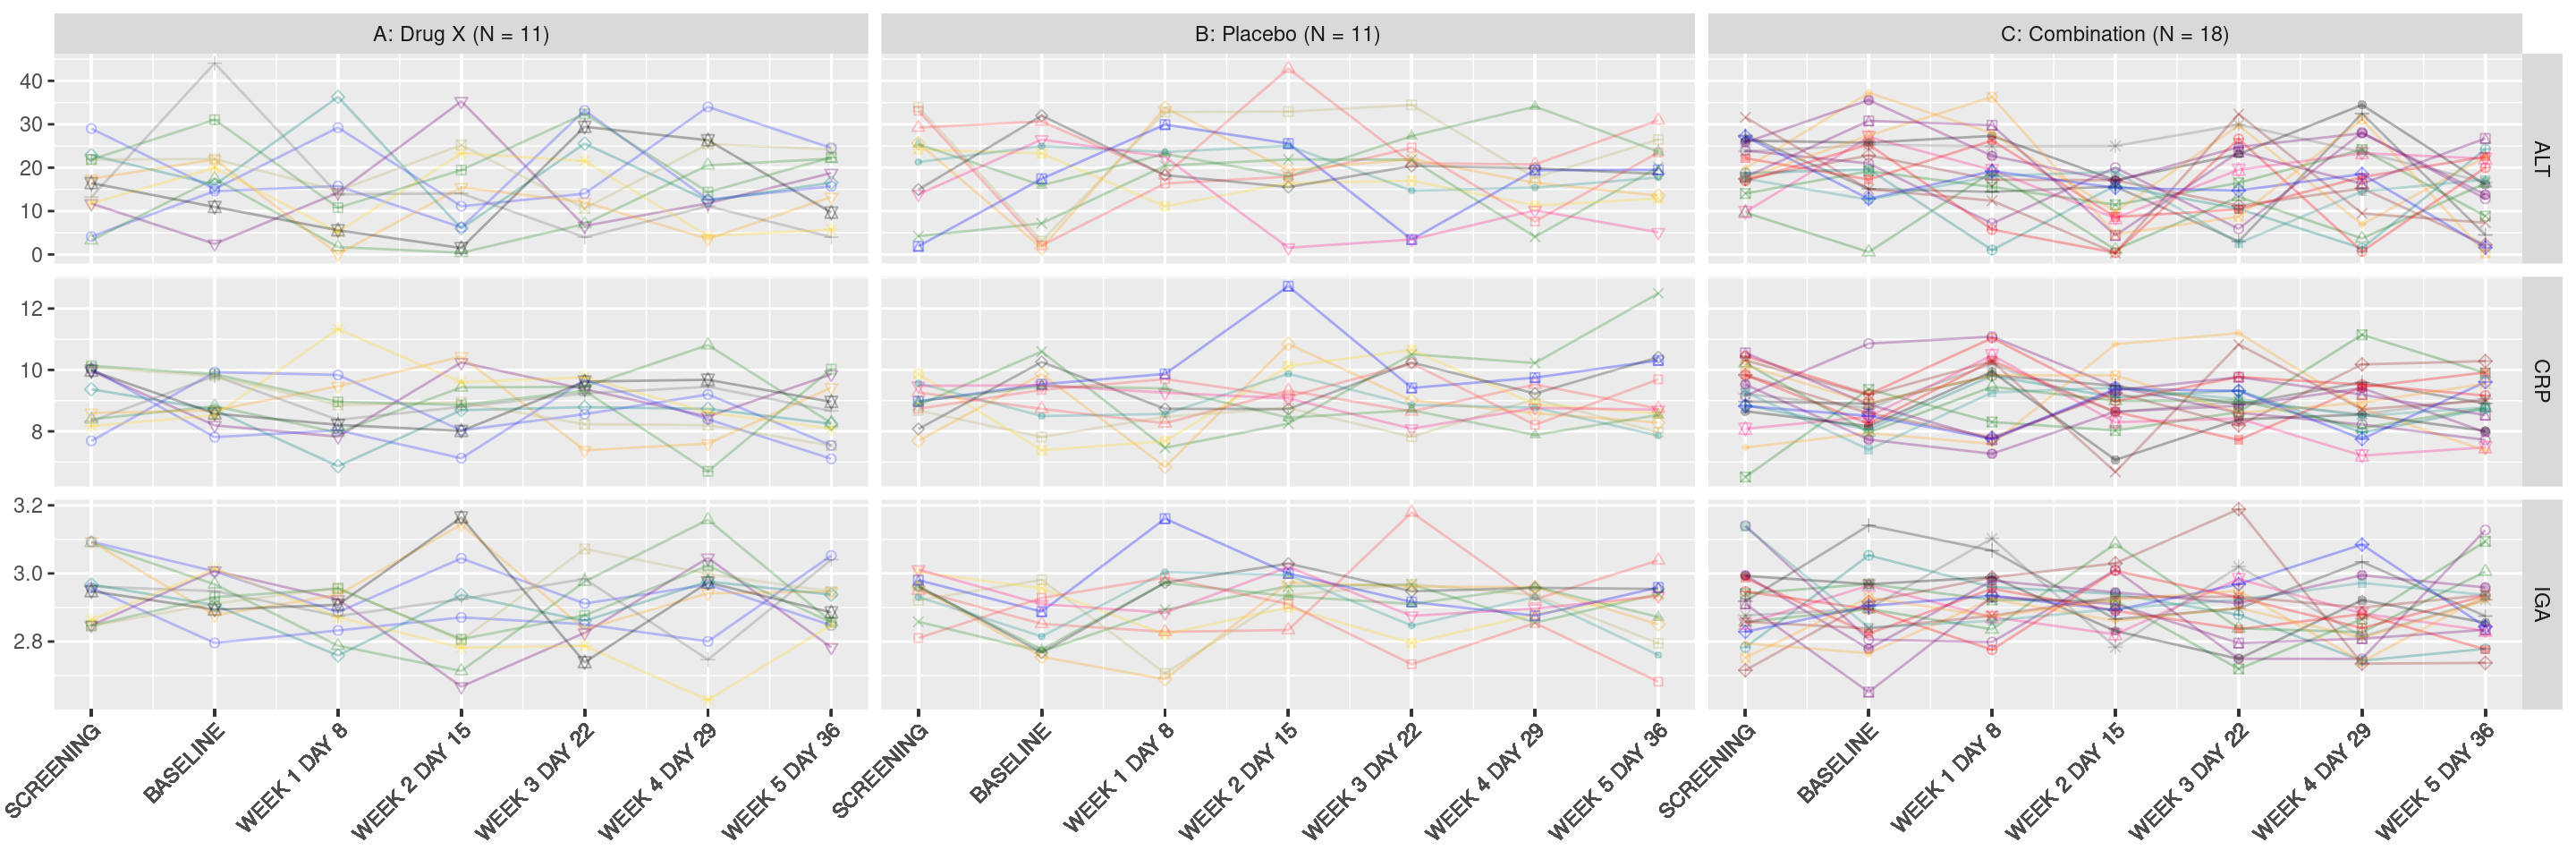 A: Drug X (N = 11)
B: Placebo (N = 11)
C: Combination (N = 18)
40
30
20
10
0
ALT
12
10
8
CRP
3.2
3.0
2.8
IGA
SCREENING
BASELINE
WEEK 1 DAY 8
WEEK 2 DAY 15
WEEK 3 DAY 22
WEEK 4 DAY 29
WEEK 5 DAY 36
SCREENING
BASELINE
WEEK 1 DAY 8
WEEK 2 DAY 15
WEEK 3 DAY 22
WEEK 4 DAY 29
WEEK 5 DAY 36
SCREENING
BASELINE
WEEK 1 DAY 8
WEEK 2 DAY 15
WEEK 3 DAY 22
WEEK 4 DAY 29
WEEK 5 DAY 36